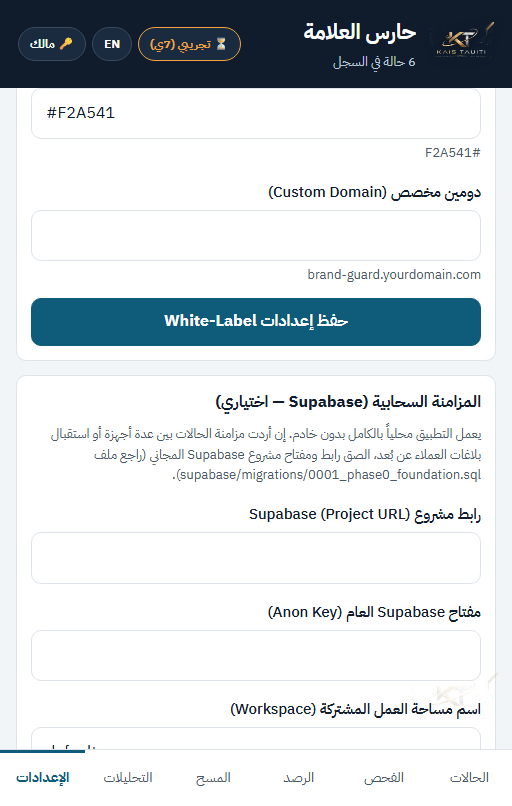 حارس العلامة
6 حالة في السجل
⏳ تجريبي (7ي)
EN
🔑 مالك
KAIS TAUITI
#F2A541
F2A541#
دومين مخصص (Custom Domain)
brand-guard.yourdomain.com
حفظ إعدادات White-Label
المزامنة السحابية (Supabase — اختياري)
يعمل التطبيق محلياً بالكامل بدون خادم. إن أردت مزامنة الحالات بين عدة أجهزة أو استقبال
بلاغات العملاء عن بُعد، الصق رابط ومفتاح مشروع Supabase المجاني (راجع ملف
supabase/migrations/0001_phase0_foundation.sql).
رابط مشروع Supabase (Project URL)
مفتاح Supabase العام (Anon Key)
اسم مساحة العمل المشتركة (Workspace)
الحالات
الفحص
الرصد
المسح
التحليلات
الإعدادات